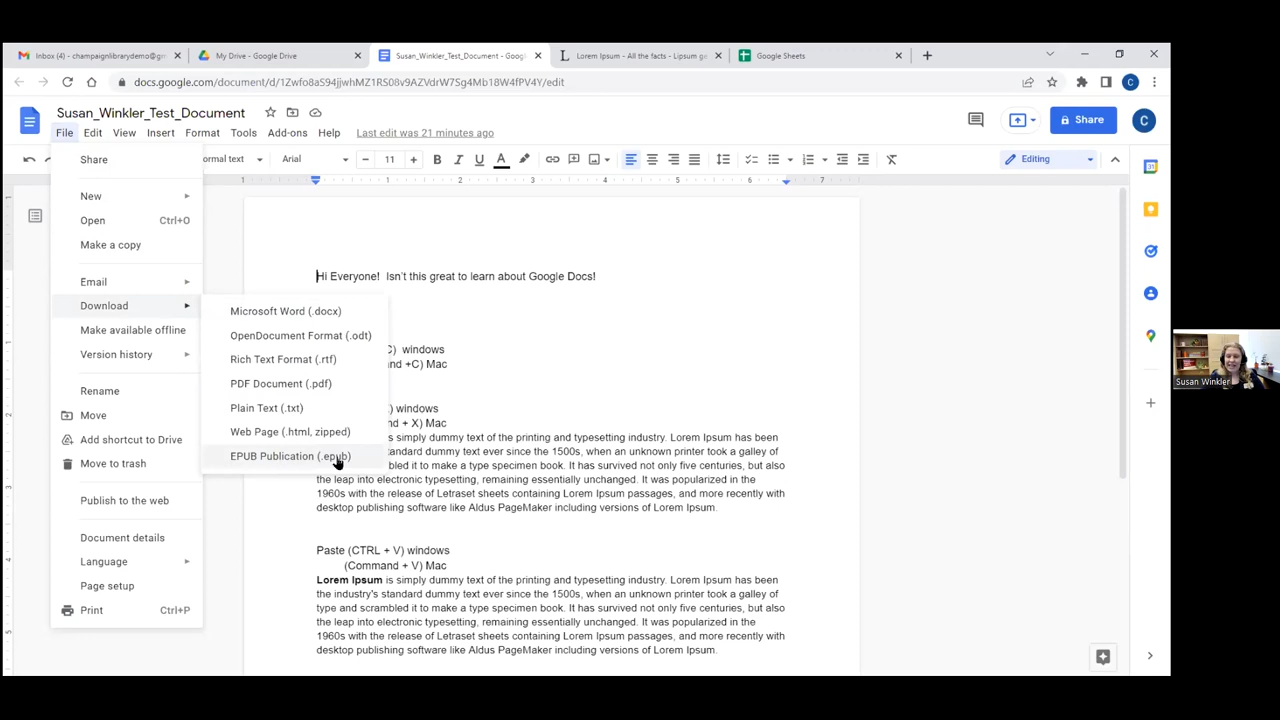 Inbox (4) - champaignlibrarydemo@gm
My Drive - Google Drive
Susan_Winkler_Test_Document - Goog
Lorem Ipsum - All the facts - Lipsum ge
Google Sheets
docs.google.com/document/d/1Zwfo8aS94jjwhMZ1RS08v9AZVdrW7Sg4Mb18W4fPV4Y/edit
Susan_Winkler_Test_Document
File Edit View Insert Format Tools Add-ons Help Last edit was 21 minutes ago
Share
C
ormal text Arial 11 Editing
1 1 2 3 4 5 6 7
Share
New
Open Ctrl+O
Make a copy
Email
Download
Make available offline
Version history
Rename
Move
Add shortcut to Drive
Move to trash
Publish to the web
Document details
Language
Page setup
Print Ctrl+P
Microsoft Word (.docx)
OpenDocument Format (.odt)
Rich Text Format (.rtf)
PDF Document (.pdf)
Plain Text (.txt)
Web Page (.html, zipped)
EPUB Publication (.epub)
Hi Everyone! Isn't this great to learn about Google Docs!
C) windows
nd +C) Mac
) windows
nd + X) Mac
s simply dummy text of the printing and typesetting industry. Lorem Ipsum has been
standard dummy text ever since the 1500s, when an unknown printer took a galley of
bled it to make a type specimen book. It has survived not only five centuries, but also
the leap into electronic typesetting, remaining essentially unchanged. It was popularized in the
1960s with the release of Letraset sheets containing Lorem Ipsum passages, and more recently with
desktop publishing software like Aldus PageMaker including versions of Lorem Ipsum.
Paste (CTRL + V) windows
(Command + V) Mac
Lorem Ipsum is simply dummy text of the printing and typesetting industry. Lorem Ipsum has been
the industry's standard dummy text ever since the 1500s, when an unknown printer took a galley of
type and scrambled it to make a type specimen book. It has survived not only five centuries, but also
the leap into electronic typesetting, remaining essentially unchanged. It was popularized in the
1960s with the release of Letraset sheets containing Lorem Ipsum passages, and more recently with
desktop publishing software like Aldus PageMaker including versions of Lorem Ipsum.
Susan Winkler